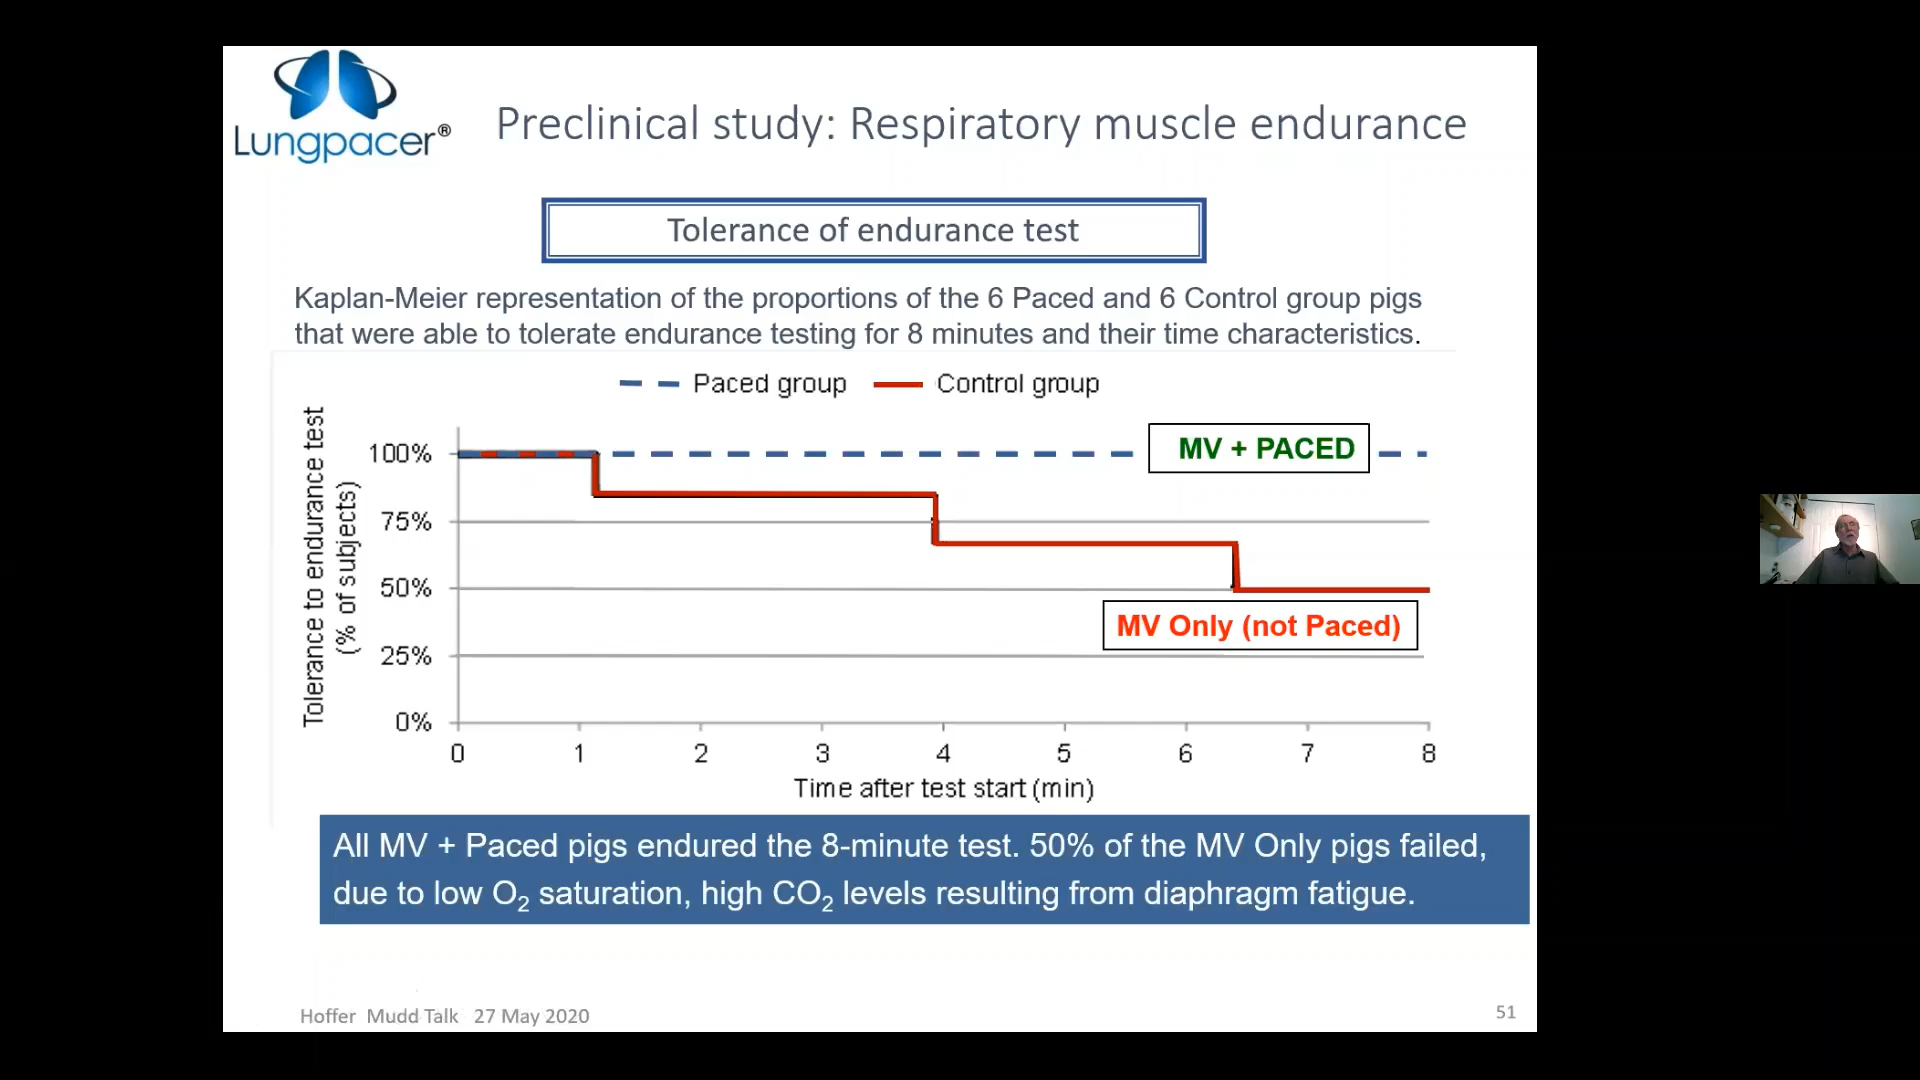 Lungpacer®
Preclinical study: Respiratory muscle endurance
Tolerance of endurance test
Kaplan-Meier representation of the proportions of the 6 Paced and 6 Control group pigs
that were able to tolerate endurance testing for 8 minutes and their time characteristics.
Paced group
Control group
Tolerance to endurance test
(% of subjects)
100%
75%
50%
25%
0%
MV + PACED
MV Only (not Paced)
0 1 2 3 4 5 6 7 8
Time after test start (min)
All MV + Paced pigs endured the 8-minute test. 50% of the MV Only pigs failed,
due to low O₂ saturation, high CO₂ levels resulting from diaphragm fatigue.
Hoffer Mudd Talk 27 May 2020
51